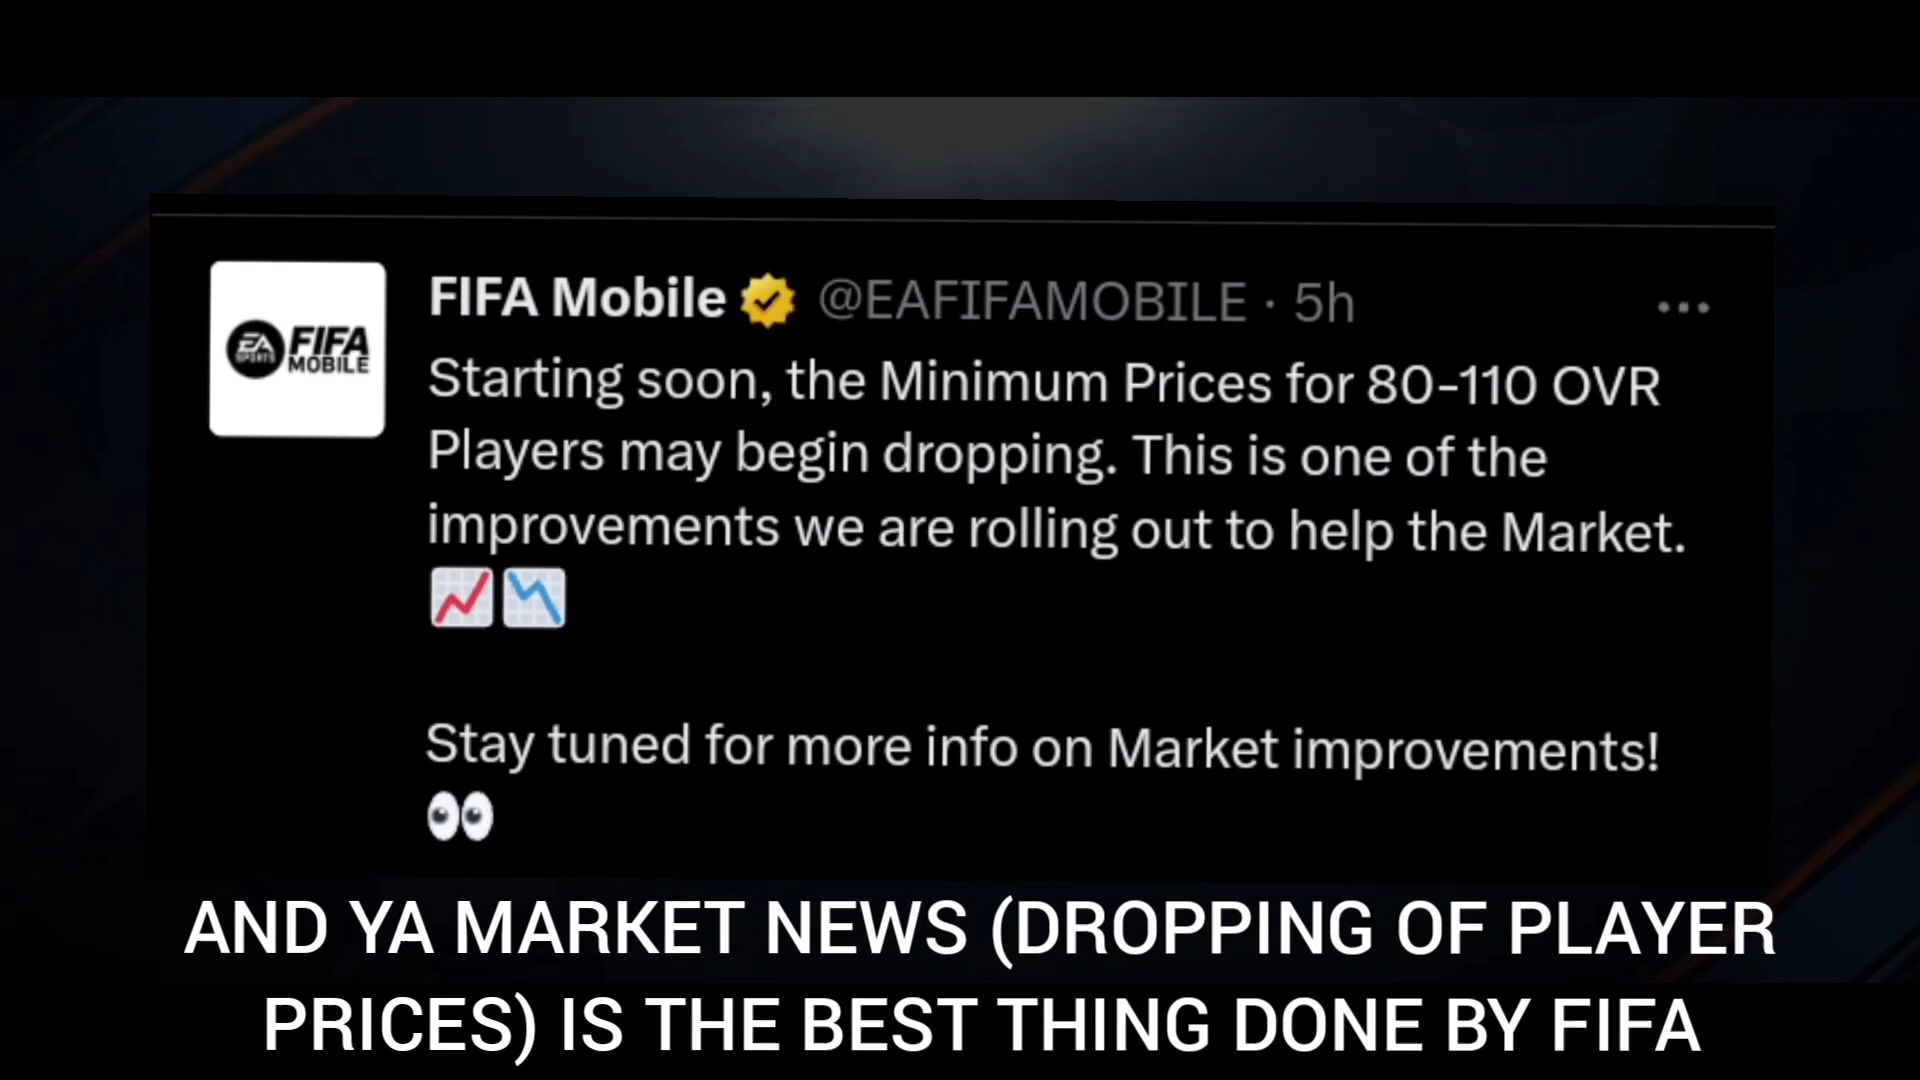 EA SPORTS FIFA MOBILE
FIFA Mobile @EAFIFAMOBILE · 5h
Starting soon, the Minimum Prices for 80-110 OVR
Players may begin dropping. This is one of the
improvements we are rolling out to help the Market.
📈📉
Stay tuned for more info on Market improvements!
👀
AND YA MARKET NEWS (DROPPING OF PLAYER
PRICES) IS THE BEST THING DONE BY FIFA